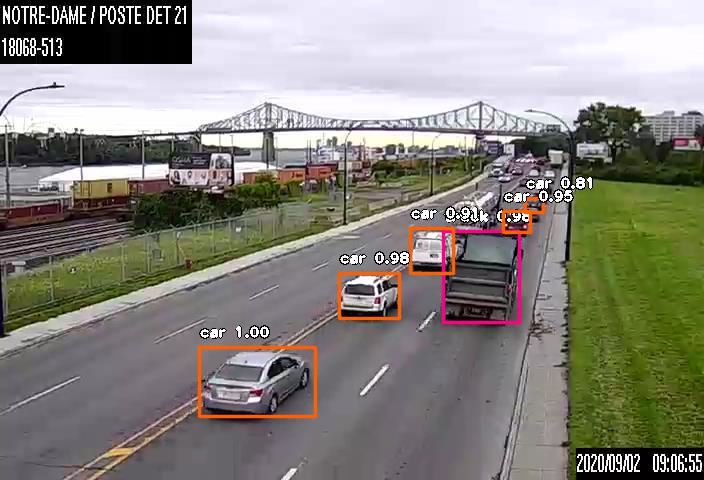 NOTRE-DAME / POSTE DET 21
18068-513
car 0.81
car 0.95
car 0.91
car 0.98
car 1.00
2020/09/02 09:06:55